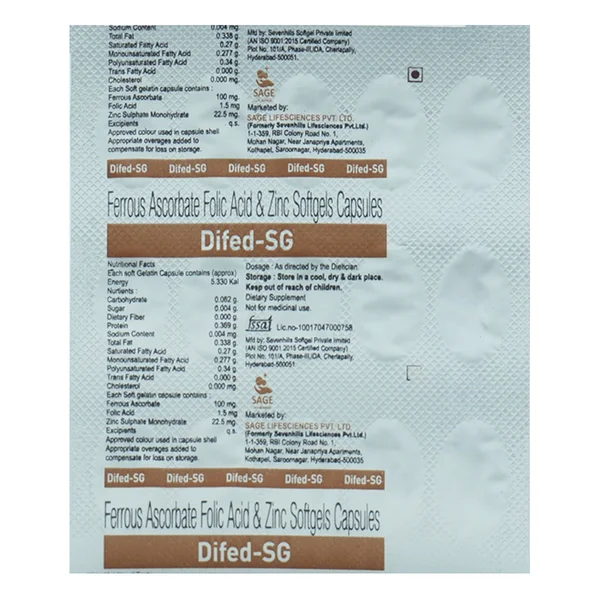 Sodium Content 0.004 mg.
Total Fat 0.338 g.
Saturated Fatty Acid 0.27 g.
Monounsaturated Fatty Acid 0.277 g.
Polyunsaturated Fatty Acid 0.34 g.
Trans Fatty Acid 0.000 g.
Cholesterol 0.000 mg.
Each Soft gelatin capsule contains :
Ferrous Ascorbate 100 mg.
Folic Acid 1.5 mg
Zinc Sulphate Monohydrate 22.5 mg.
Excipients q.s.
Approved colour used in capsule shell
Appropriate overages added to
compensate for loss on storage.
Mfd by: Sevenhills Softgel Private limited
(AN ISO 9001:2015 Certified Company)
Plot No. 101/A, Phase-III,IDA, Cherlapally,
Hyderabad-500051.
SAGE
Marketed by:
SAGE LIFESCIENCES PVT. LTD.
(Formerly Sevenhills Lifesciences Pvt.Ltd.)
1-1-359, RBI Colony Road No. 1,
Mohan Nagar, Near Janapriya Apartments,
Kothapet, Saroornagar, Hyderabad-500035
Difed-SG Difed-SG Difed-SG Difed-SG Difed-SG
Ferrous Ascorbate Folic Acid & Zinc Softgels Capsules
Difed-SG
Nutritional Facts
Each soft Gelatin Capsule contains (approx)
Energy 5.330 Kal
Nurtients :
Carbohydrate 0.062 g.
Sugar 0.004 g.
Dietary Fiber 0.000 g.
Protein 0.369 g.
Sodium Content 0.004 mg.
Total Fat 0.338 g.
Saturated Fatty Acid 0.27 g.
Monounsaturated Fatty Acid 0.277 g.
Polyunsaturated Fatty Acid 0.34 g.
Trans Fatty Acid 0.000 g.
Cholesterol 0.000 mg.
Each Soft gelatin capsule contains :
Ferrous Ascorbate 100 mg.
Folic Acid 1.5 mg
Zinc Sulphate Monohydrate 22.5 mg.
Excipients q.s.
Approved colour used in capsule shell
Appropriate overages added to
compensate for loss on storage.
Dosage : As directed by the Dietician.
Storage : Store in a cool, dry & dark place.
Keep out of reach of children.
Dietary Supplement
Not for medicinal use.
fssai Lic.no-10017047000758
Mfd by: Sevenhills Softgel Private limited
(AN ISO 9001:2015 Certified Company)
Plot No. 101/A, Phase-III,IDA, Cherlapally,
Hyderabad-500051.
SAGE
Marketed by:
SAGE LIFESCIENCES PVT. LTD.
(Formerly Sevenhills Lifesciences Pvt.Ltd.)
1-1-359, RBI Colony Road No. 1,
Mohan Nagar, Near Janapriya Apartments,
Kothapet, Saroornagar, Hyderabad-500035
Difed-SG Difed-SG Difed-SG Difed-SG Difed-SG
Ferrous Ascorbate Folic Acid & Zinc Softgels Capsules
Difed-SG